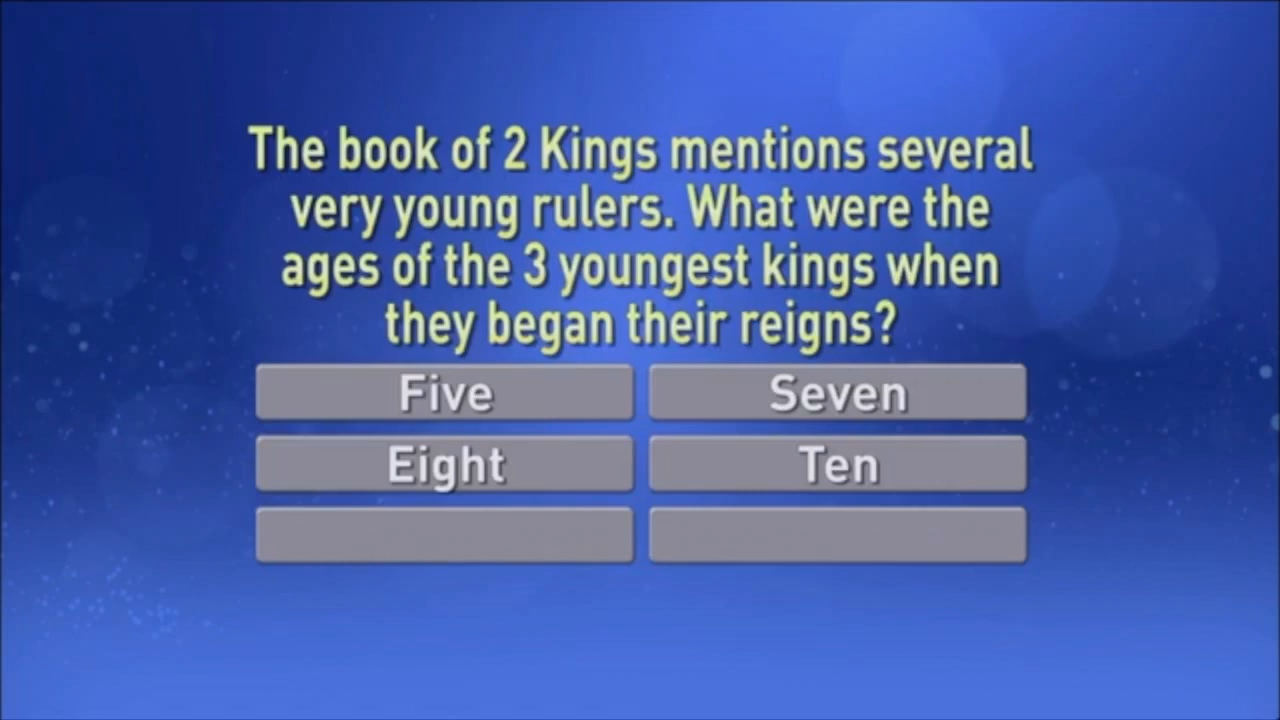 The book of 2 Kings mentions several
very young rulers. What were the
ages of the 3 youngest kings when
they began their reigns?
Five
Seven
Eight
Ten